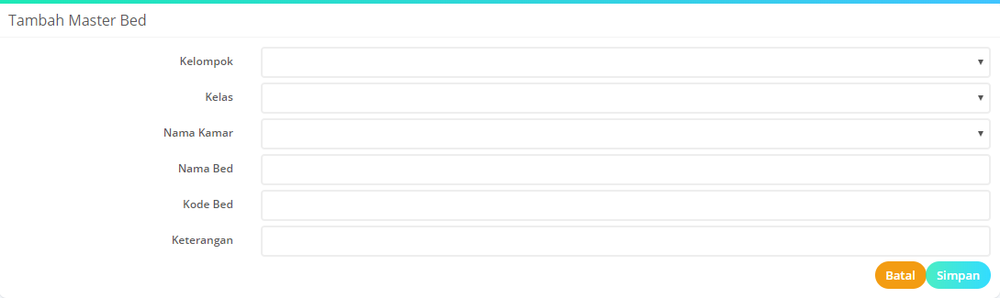 Tambah Master Bed
Kelompok
Kelas
Nama Kamar
Nama Bed
Kode Bed
Keterangan
Batal Simpan